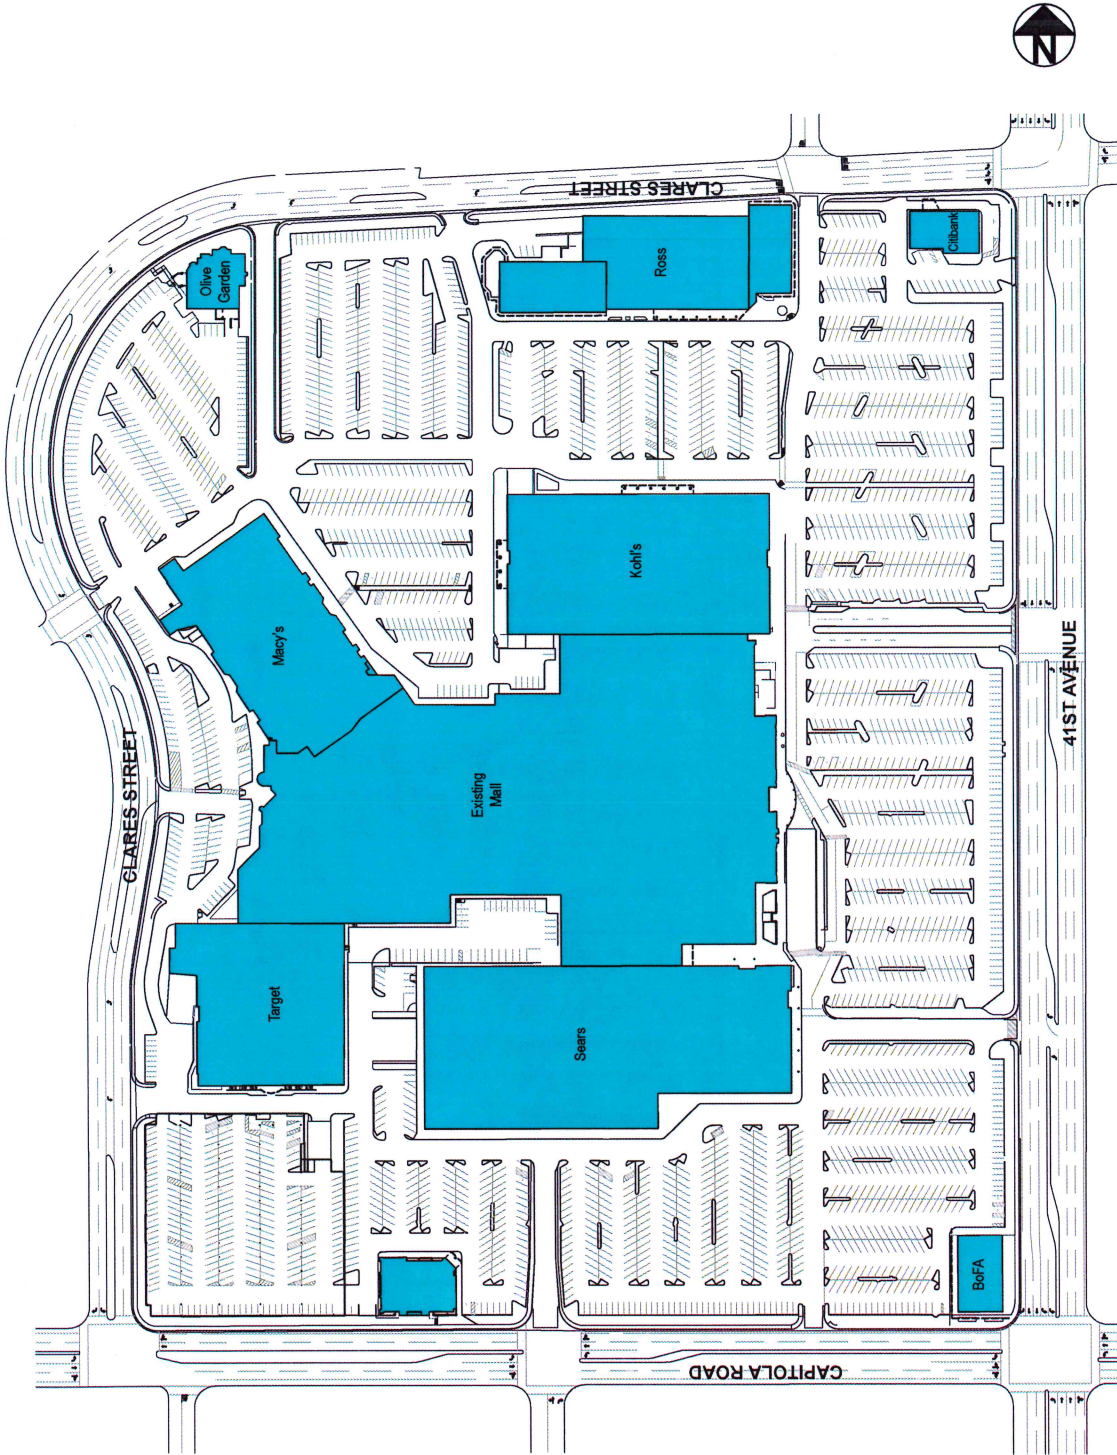 N
CLARES STREET
Citibank
Ross
Olive
Garden
Kohl's
Macy's
41ST AVENUE
Existing
Mall
CLARES STREET
Target
Sears
BoFA
CAPITOLA ROAD